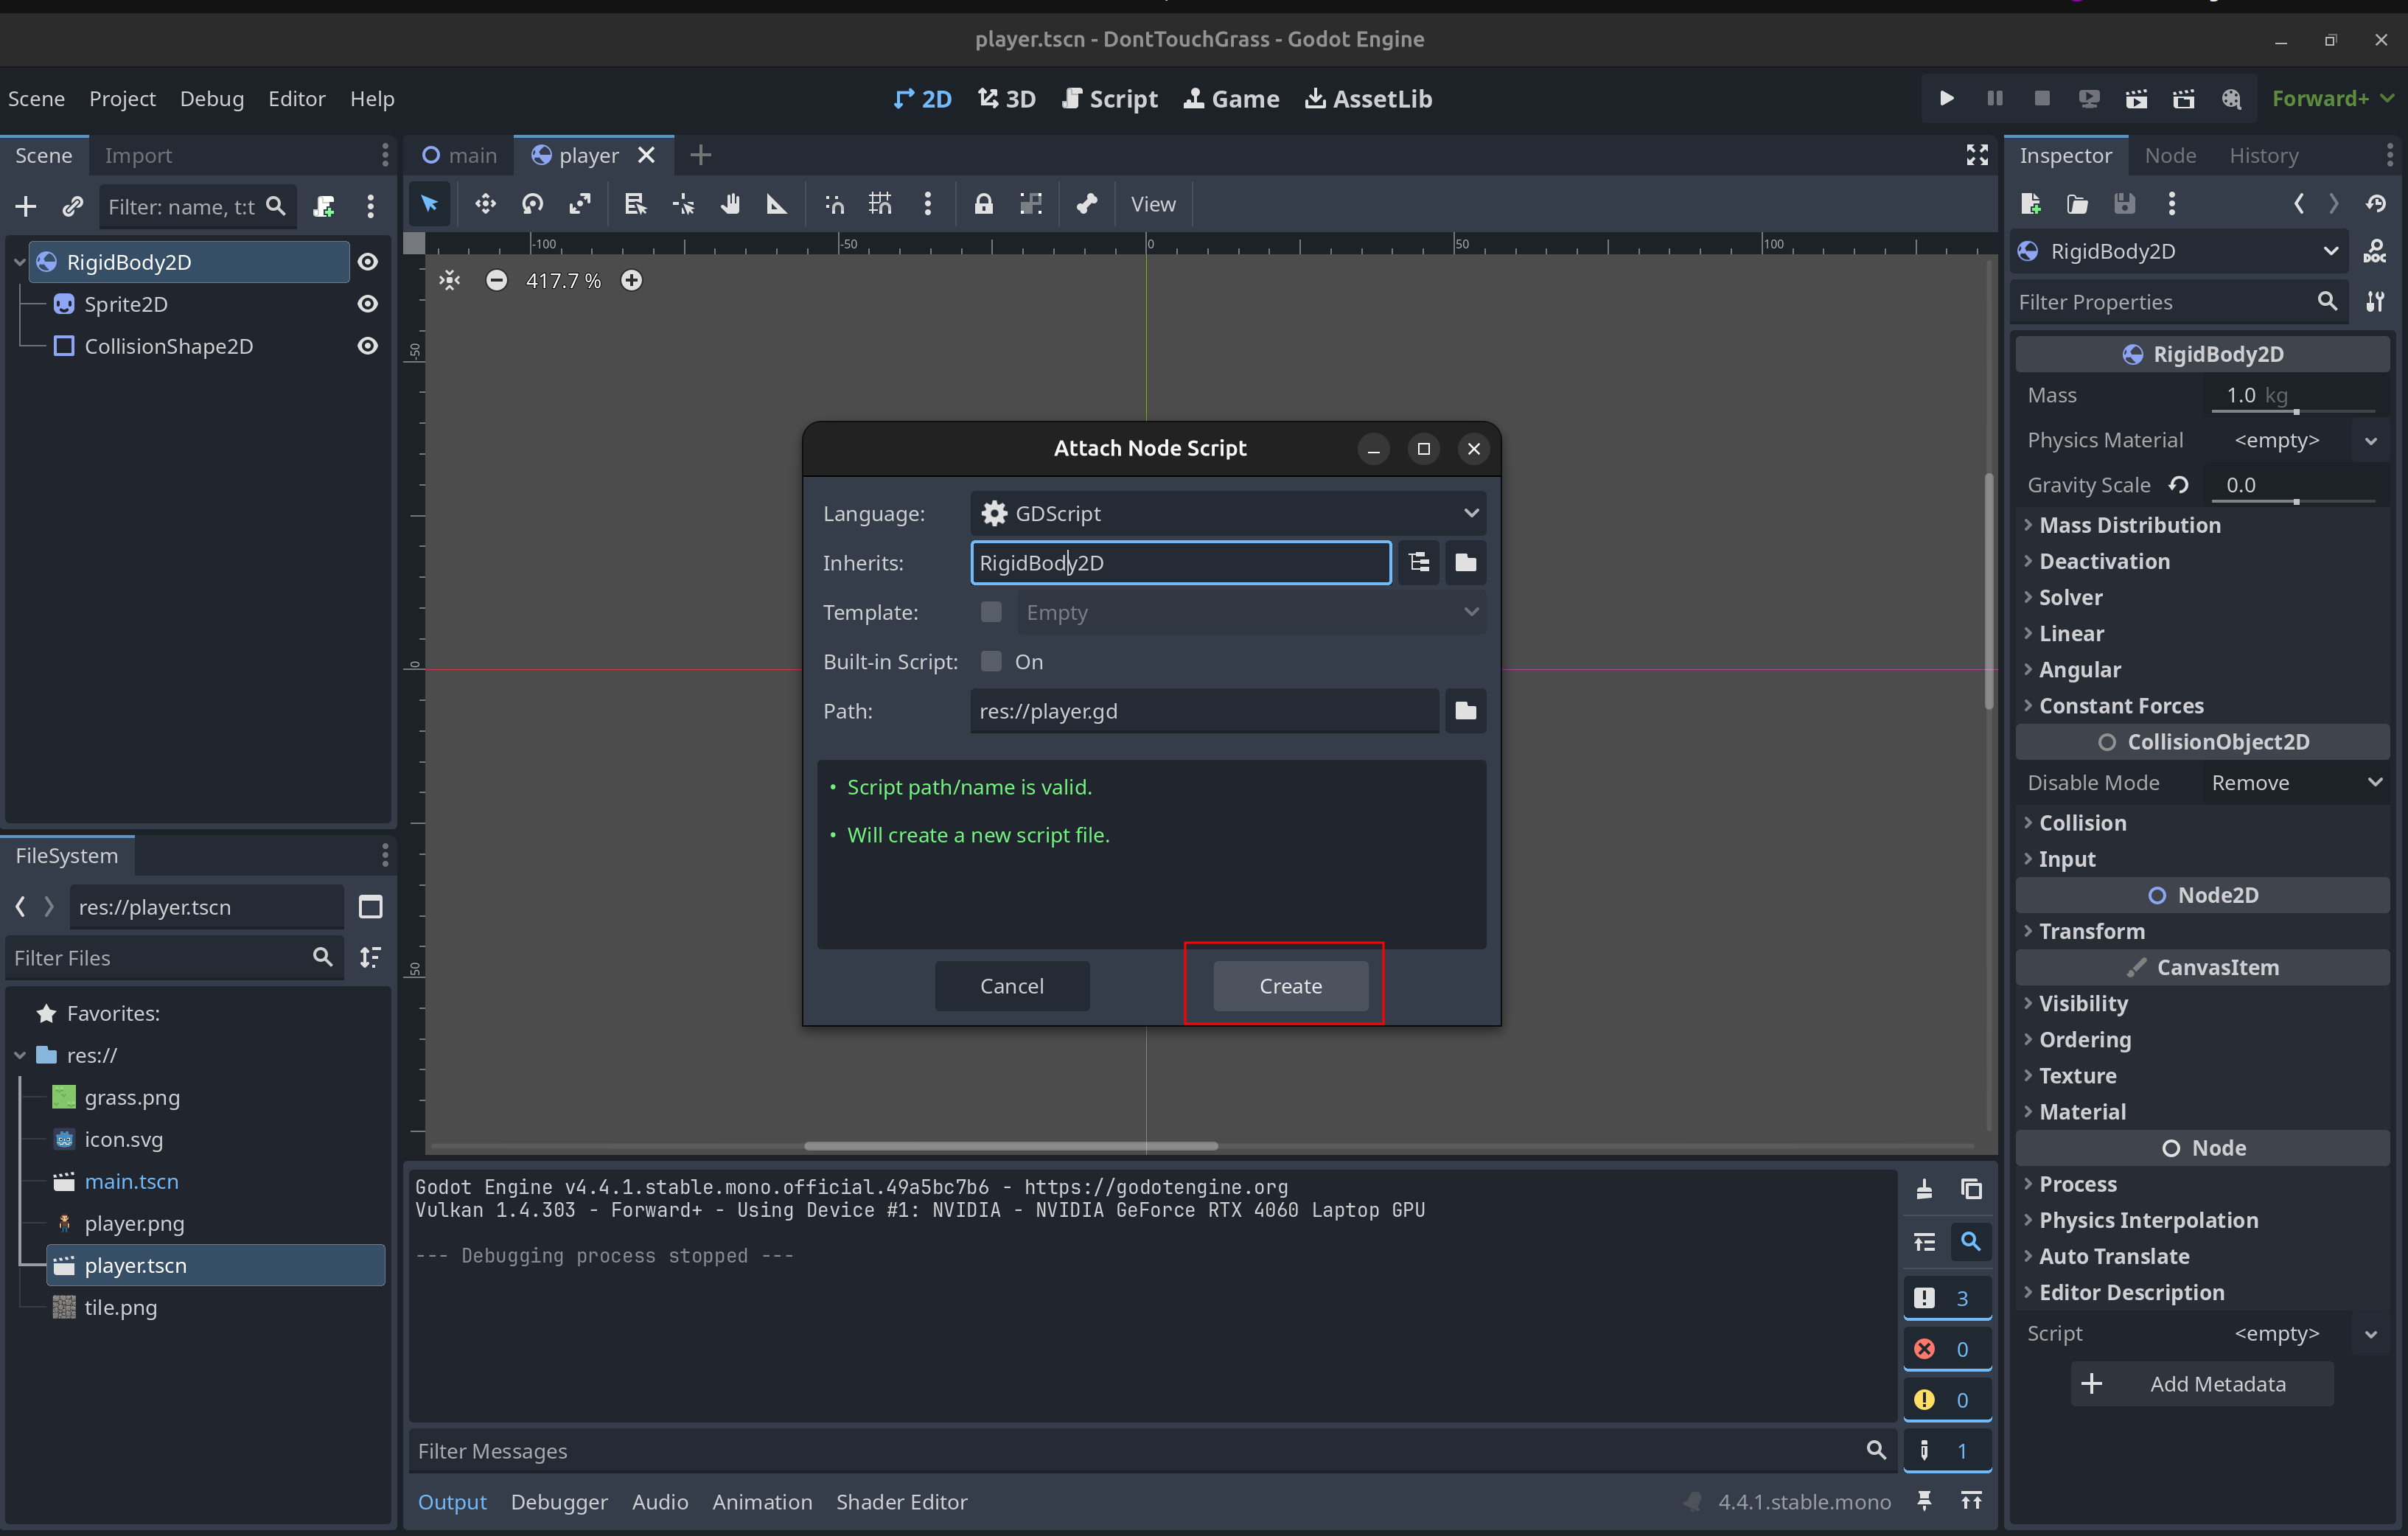 player.tscn - DontTouchGrass - Godot Engine
Scene Project Debug Editor Help
2D 3D Script Game AssetLib
Forward+
Scene Import
Filter: name, t:t
RigidBody2D
Sprite2D
CollisionShape2D
FileSystem
res://player.tscn
Filter Files
Favorites:
res://
grass.png
icon.svg
main.tscn
player.png
player.tscn
tile.png
main player
View
-100 -50 0 50 100
417.7 %
-50
0
50
Attach Node Script
Language: GDScript
Inherits: RigidBody2D
Template: Empty
Built-in Script: On
Path: res://player.gd
• Script path/name is valid.
• Will create a new script file.
Cancel Create
Godot Engine v4.4.1.stable.mono.official.49a5bc7b6 - https://godotengine.org
Vulkan 1.4.303 - Forward+ - Using Device #1: NVIDIA - NVIDIA GeForce RTX 4060 Laptop GPU
--- Debugging process stopped ---
3
0
0
1
Filter Messages
Output Debugger Audio Animation Shader Editor
4.4.1.stable.mono
Inspector Node History
RigidBody2D
DOC
Filter Properties
RigidBody2D
Mass 1.0 kg
Physics Material <empty>
Gravity Scale 0.0
Mass Distribution
Deactivation
Solver
Linear
Angular
Constant Forces
CollisionObject2D
Disable Mode Remove
Collision
Input
Node2D
Transform
CanvasItem
Visibility
Ordering
Texture
Material
Node
Process
Physics Interpolation
Auto Translate
Editor Description
Script <empty>
Add Metadata